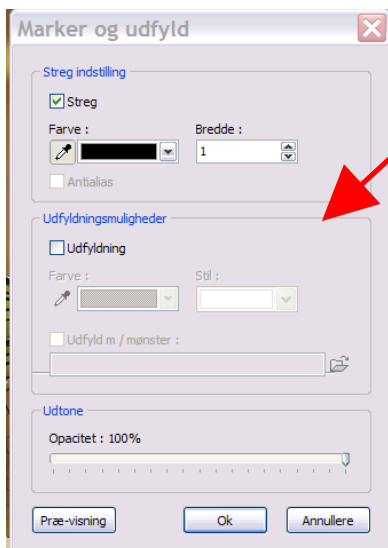 Marker og udfyld
Streg indstilling
Streg
Farve : Bredde :
1
Antialias
Udfyldningsmuligheder
Udfyldning
Farve : Stil :
Udfyld m / mønster :
Udtone
Opacitet : 100%
Præ-visning Ok Annullere